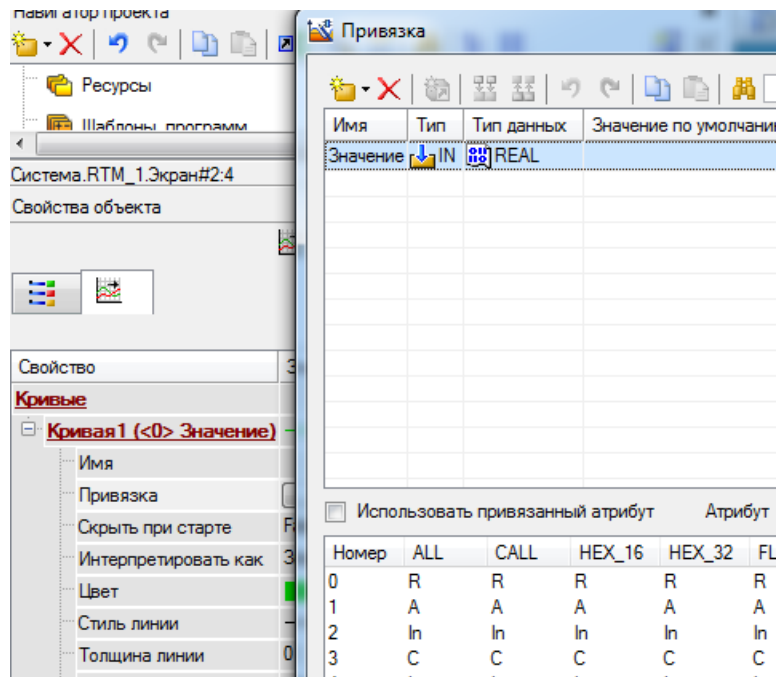 Навигатор проекта
Привязка
Ресурсы
Шаблоны программ
Имя Тип Тип данных Значение по умолчани
Значение IN REAL
Система.RTM_1.Экран#2:4
Свойства объекта
Свойство З
Кривые
Кривая1 (<0> Значение)
Имя
Привязка
Скрыть при старте Fa
Интерпретировать как З
Цвет
Стиль линии
Толщина линии 0
Использовать привязанный атрибут Атрибут
Номер ALL CALL HEX_16 HEX_32 FL
0 R R R R R
1 A A A A A
2 In In In In In
3 C C C C C